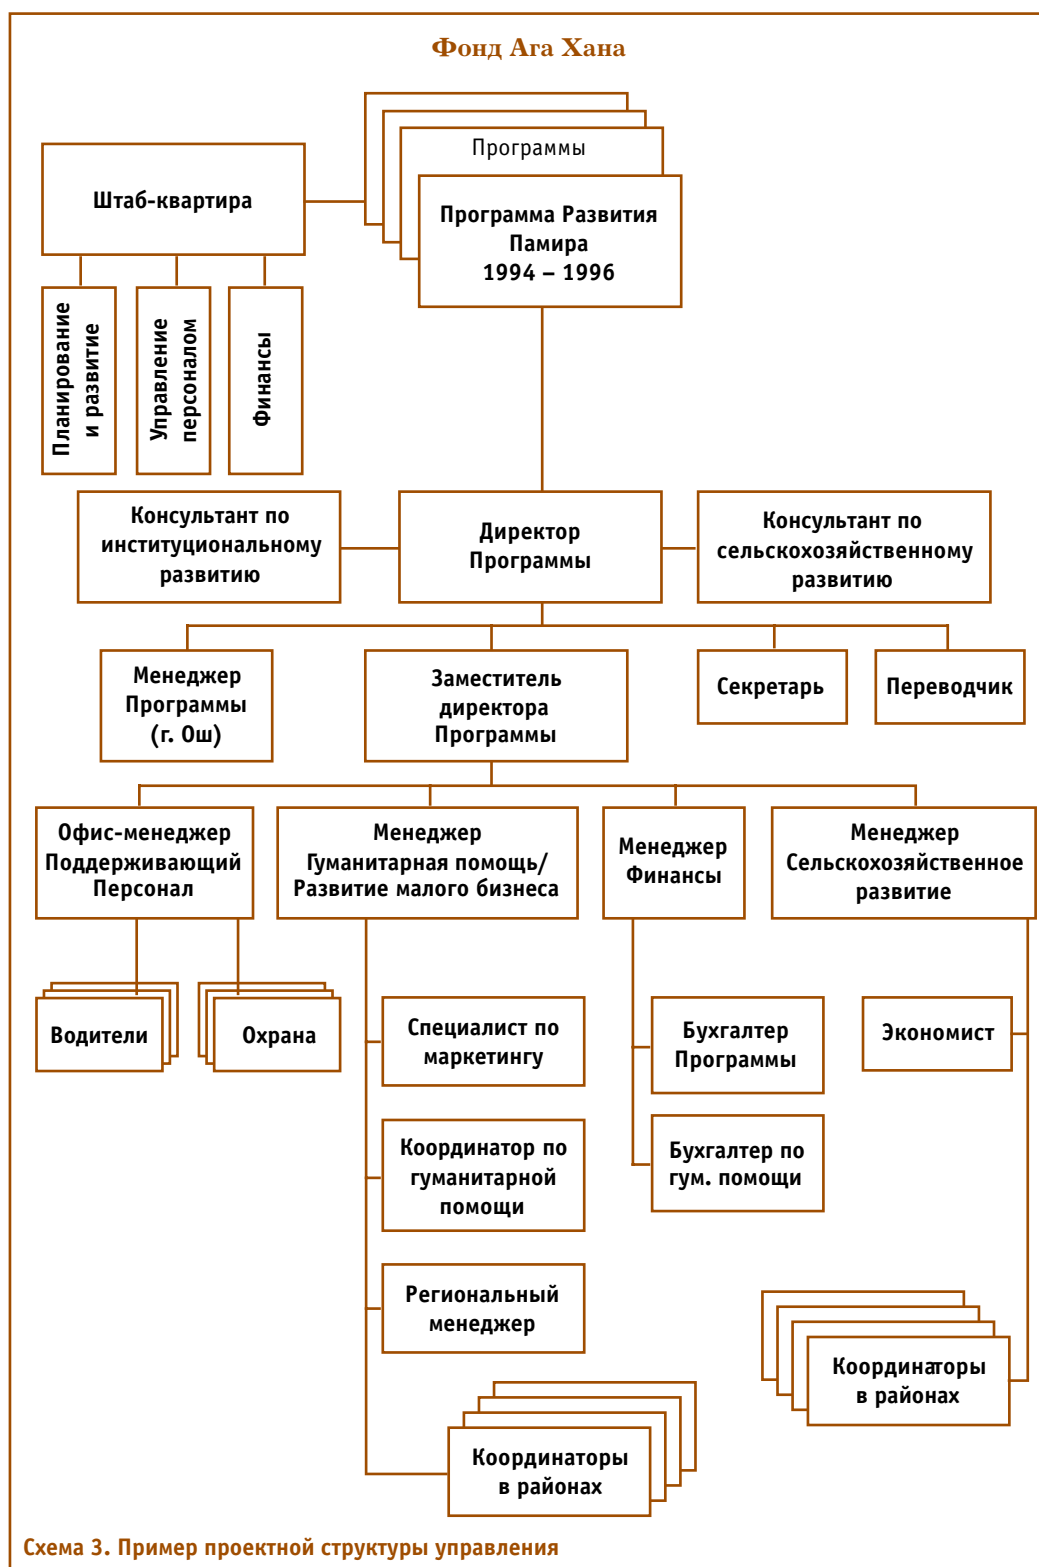 Фонд Ага Хана
Программы
Штаб-квартира
Программа Развития
Памира
1994 – 1996
Планирование
и развитие
Управление
персоналом
Финансы
Консультант по
институциональному
развитию
Директор
Программы
Консультант по
сельскохозяйственному
развитию
Менеджер
Программы
(г. Ош)
Заместитель
директора
Программы
Секретарь
Переводчик
Офис-менеджер
Поддерживающий
Персонал
Менеджер
Гуманитарная помощь/
Развитие малого бизнеса
Менеджер
Финансы
Менеджер
Сельскохозяйственное
развитие
Водители
Охрана
Специалист по
маркетингу
Бухгалтер
Программы
Экономист
Координатор по
гуманитарной
помощи
Бухгалтер по
гум. помощи
Региональный
менеджер
Координаторы
в районах
Координаторы
в районах
Схема 3. Пример проектной структуры управления